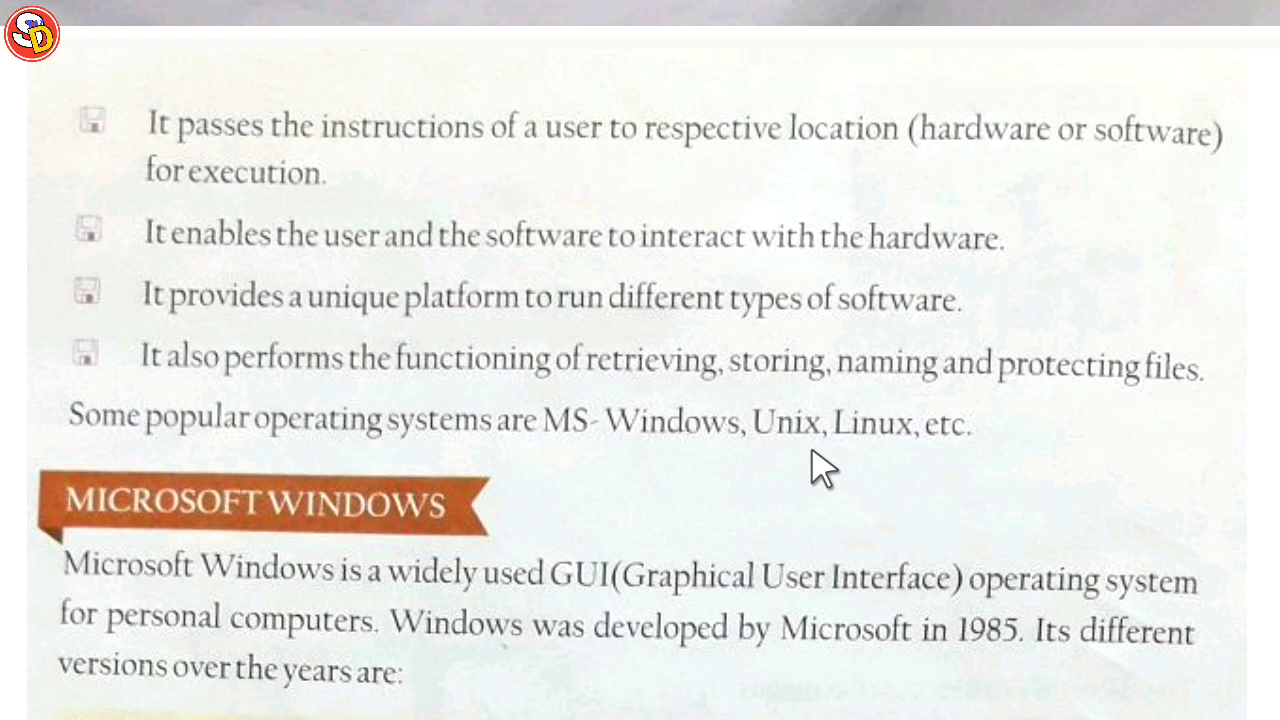 SD
It passes the instructions of a user to respective location (hardware or software)
for execution.
It enables the user and the software to interact with the hardware.
It provides a unique platform to run different types of software.
It also performs the functioning of retrieving, storing, naming and protecting files.
Some popular operating systems are MS- Windows, Unix, Linux, etc.
MICROSOFT WINDOWS
Microsoft Windows is a widely used GUI(Graphical User Interface) operating system
for personal computers. Windows was developed by Microsoft in 1985. Its different
versions over the years are: